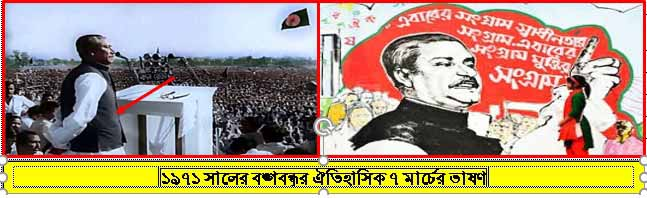 এবারের সংগ্রাম স্বাধীনতার
সংগ্রাম, এবারের
সংগ্রাম মুক্তির
সংগ্রাম
১৯৭১ সালের বঙ্গবন্ধুর ঐতিহাসিক ৭ মার্চের ভাষণ